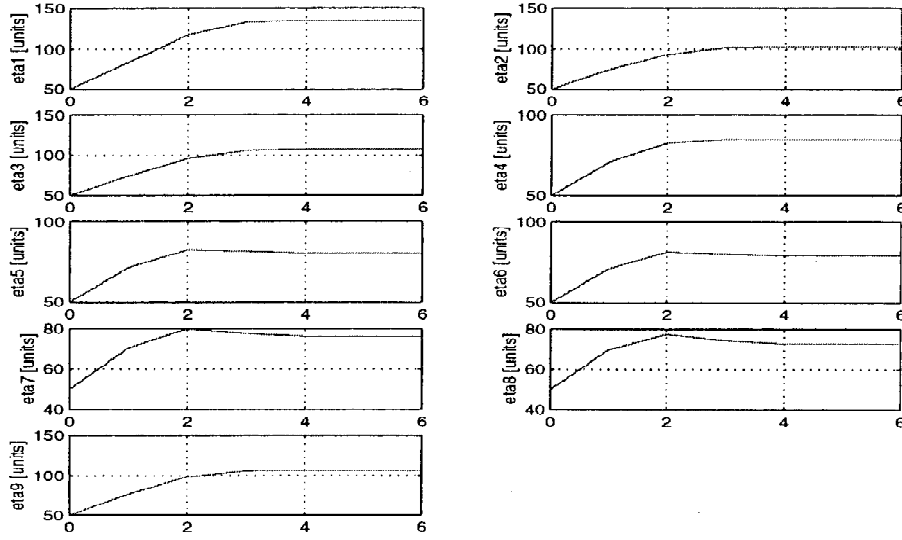 150
100
50
eta1 [units]
0 2 4 6
150
100
50
eta2 [units]
0 2 4 6
150
100
50
eta3 [units]
0 2 4 6
100
50
eta4 [units]
0 2 4 6
100
50
eta5 [units]
0 2 4 6
100
50
eta6 [units]
0 2 4 6
80
60
40
eta7 [units]
0 2 4 6
80
60
40
eta8 [units]
0 2 4 6
150
100
50
eta9 [units]
0 2 4 6